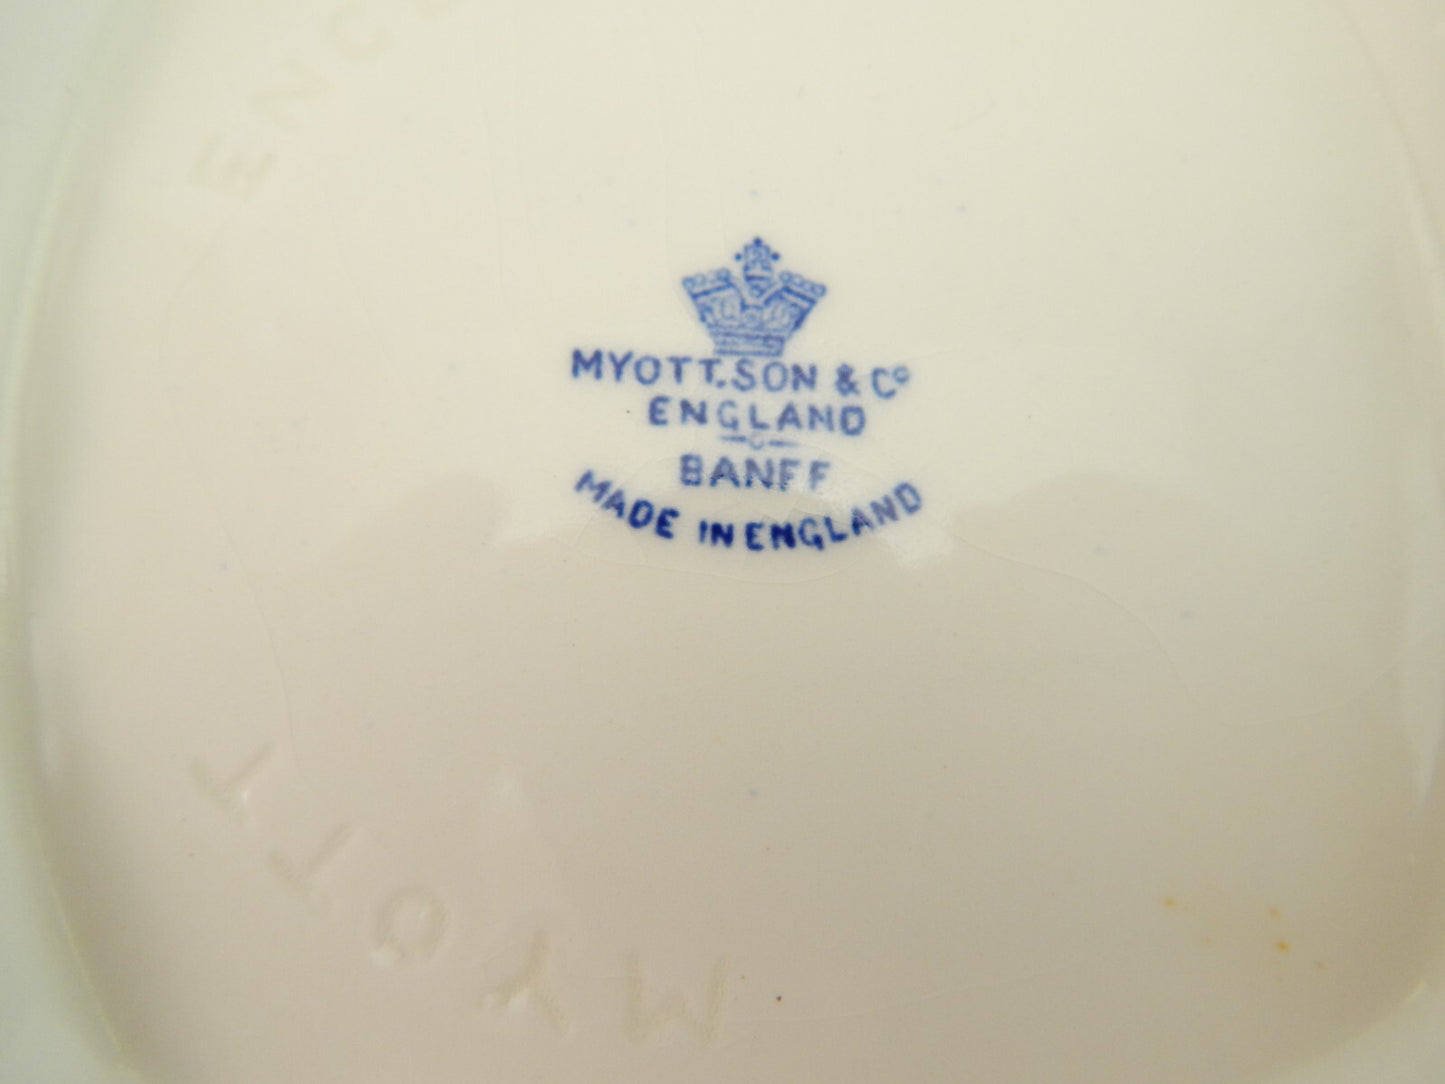 MYOTT.SON & Cº
ENGLAND
BANFF
MADE IN ENGLAND
MYOTT